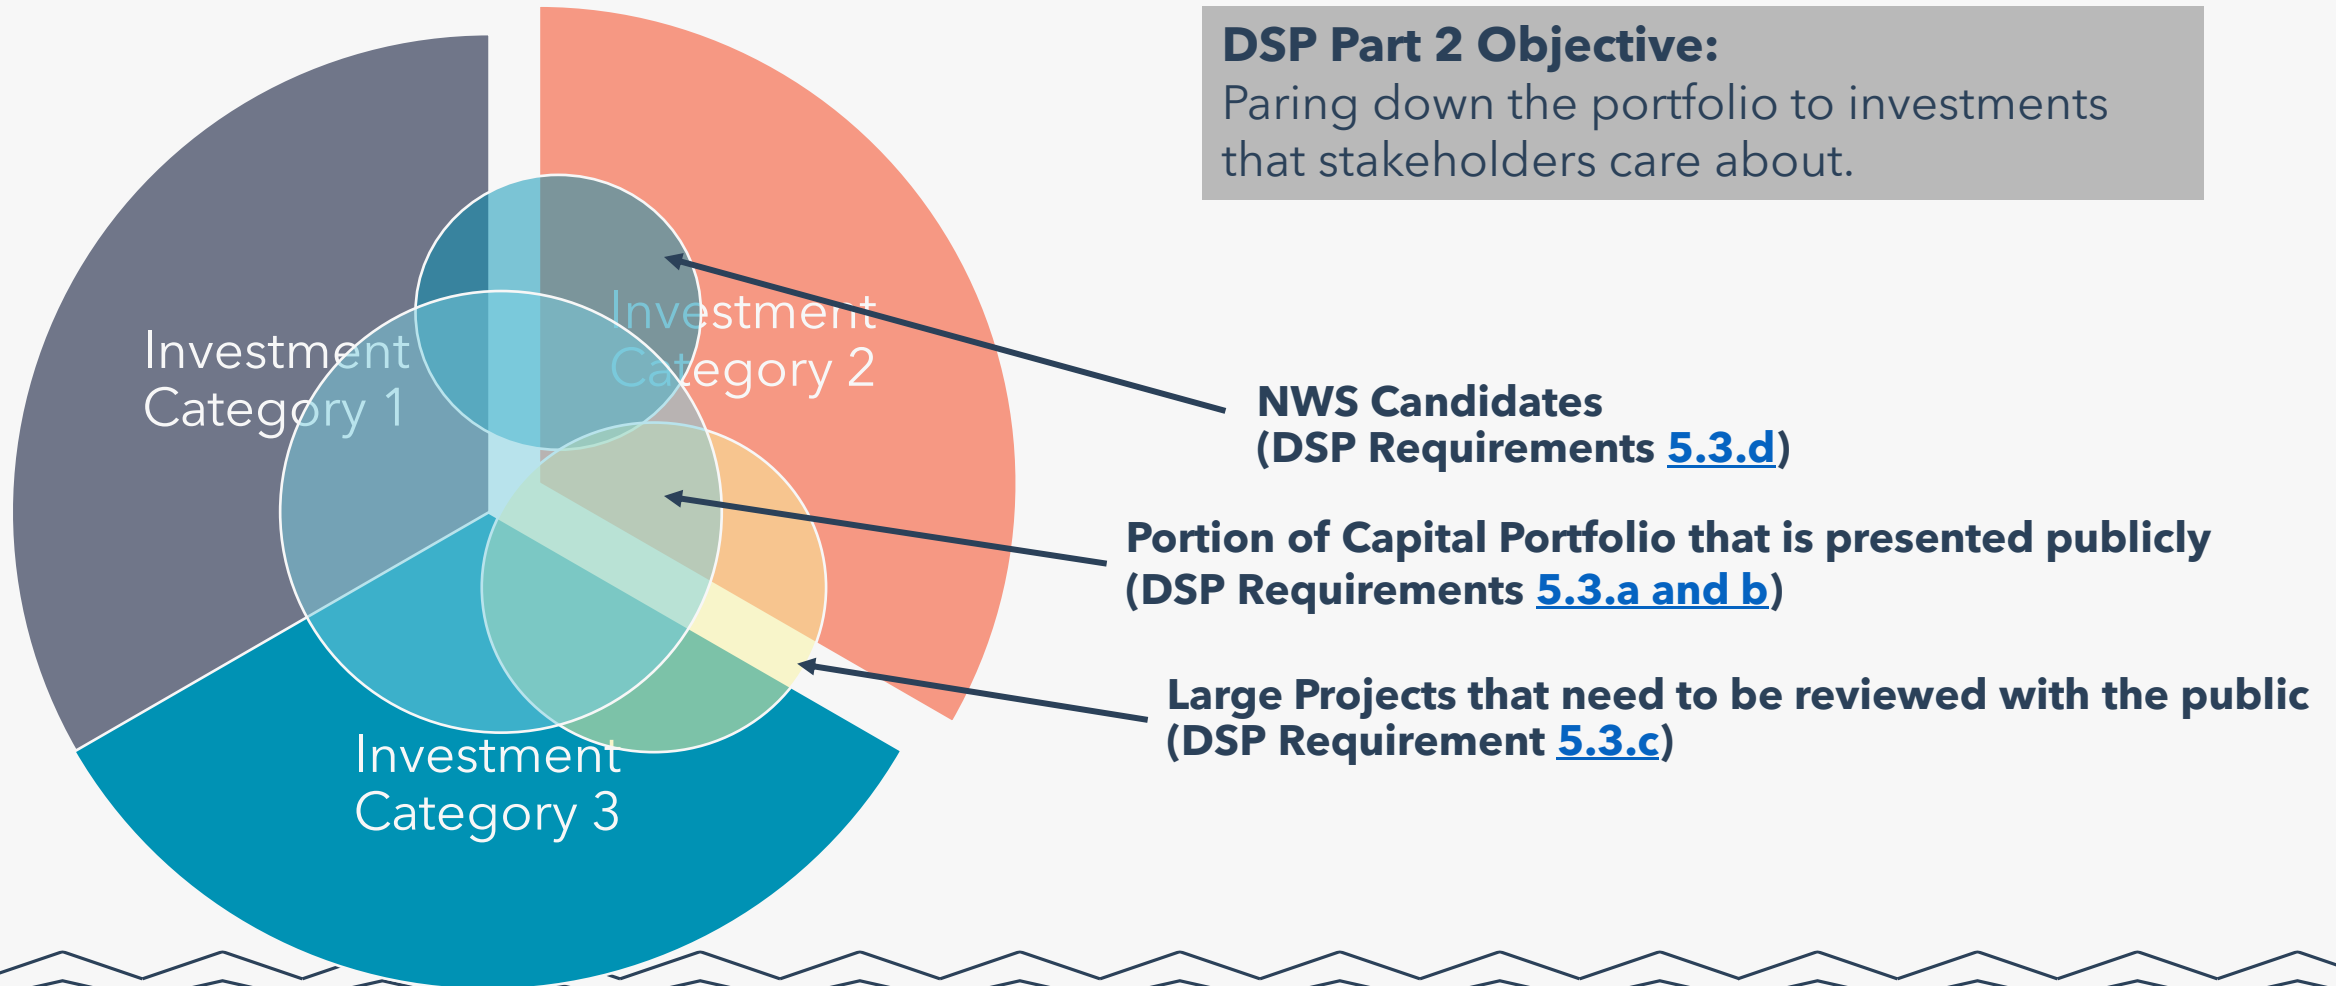 DSP Part 2 Objective:
Paring down the portfolio to investments
that stakeholders care about.
Investment
Category 1
Investment
Category 2
Investment
Category 3
NWS Candidates
(DSP Requirements 5.3.d)
Portion of Capital Portfolio that is presented publicly
(DSP Requirements 5.3.a and b)
Large Projects that need to be reviewed with the public
(DSP Requirement 5.3.c)